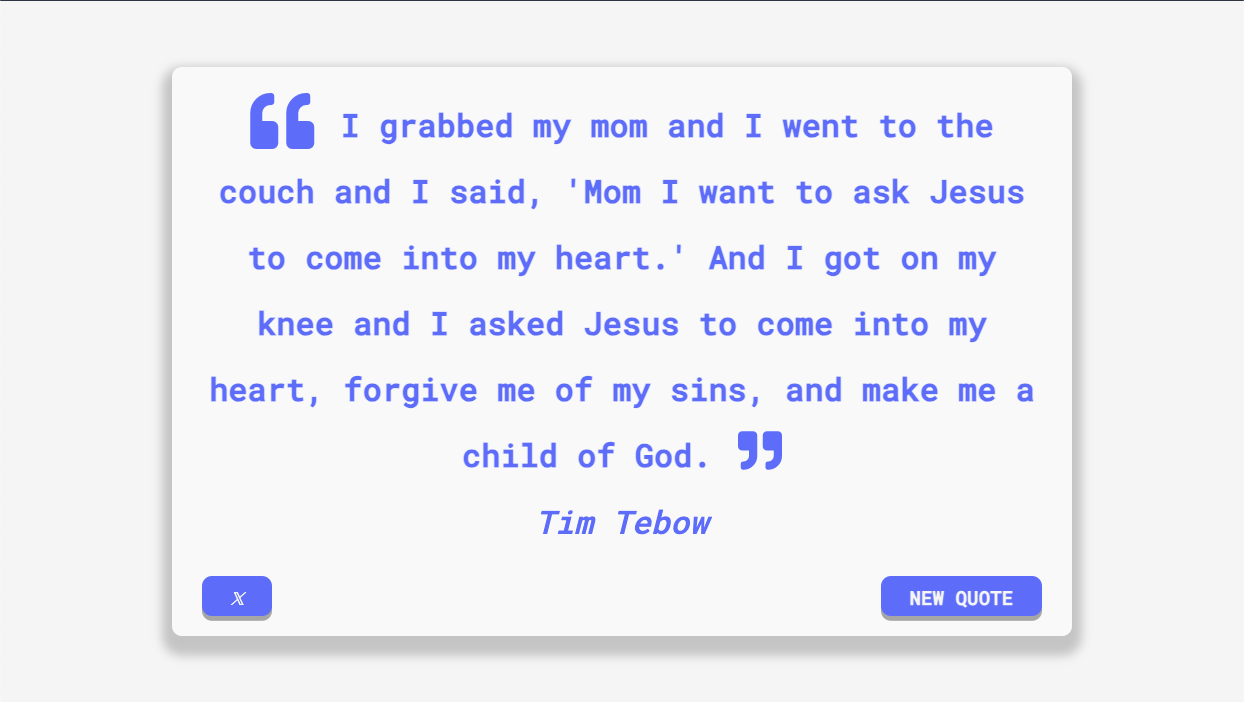 “ I grabbed my mom and I went to the
couch and I said, 'Mom I want to ask Jesus
to come into my heart.' And I got on my
knee and I asked Jesus to come into my
heart, forgive me of my sins, and make me a
child of God. ”
Tim Tebow
𝕏
NEW QUOTE